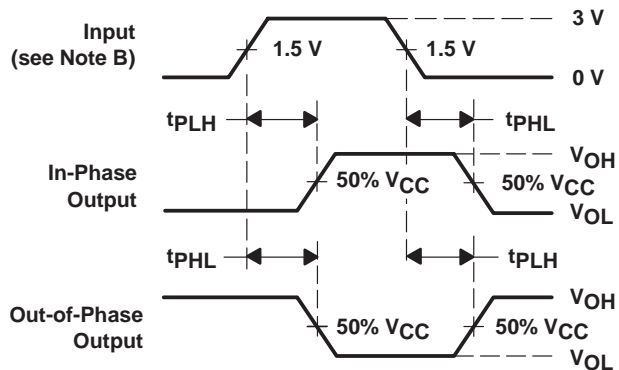 Input
(see Note B)
1.5 V
1.5 V
3 V
0 V
tPLH
tPHL
In-Phase
Output
50% VCC
50% VCC
VOH
VOL
tPHL
tPLH
Out-of-Phase
Output
50% VCC
50% VCC
VOH
VOL